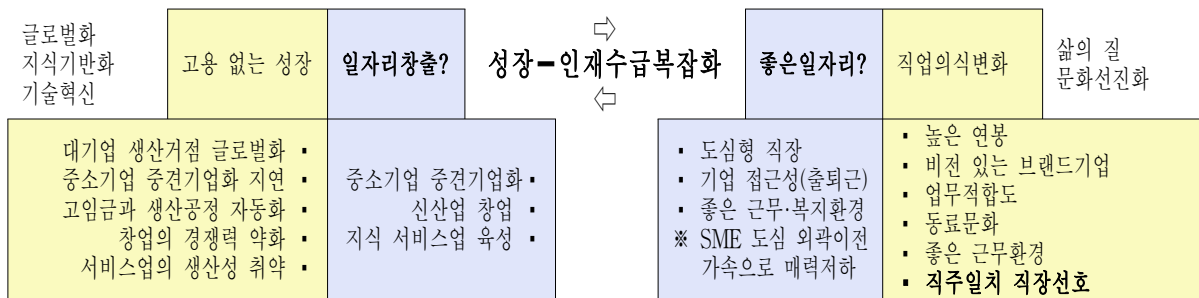 글로벌화
지식기반화
기술혁신
고용 없는 성장
일자리창출?
⇨
성장━인재수급복잡화
⇦
좋은일자리?
직업의식변화
삶의 질
문화선진화
대기업 생산거점 글로벌화 ▪
중소기업 중견기업화 지연 ▪
고임금과 생산공정 자동화 ▪
창업의 경쟁력 약화 ▪
서비스업의 생산성 취약 ▪
중소기업 중견기업화 ▪
신산업 창업 ▪
지식 서비스업 육성 ▪
▪ 도심형 직장
▪ 기업 접근성(출퇴근)
▪ 좋은 근무·복지환경
※ SME 도심 외곽이전
가속으로 매력저하
▪ 높은 연봉
▪ 비전 있는 브랜드기업
▪ 업무적합도
▪ 동료문화
▪ 좋은 근무환경
▪ 직주일치 직장선호